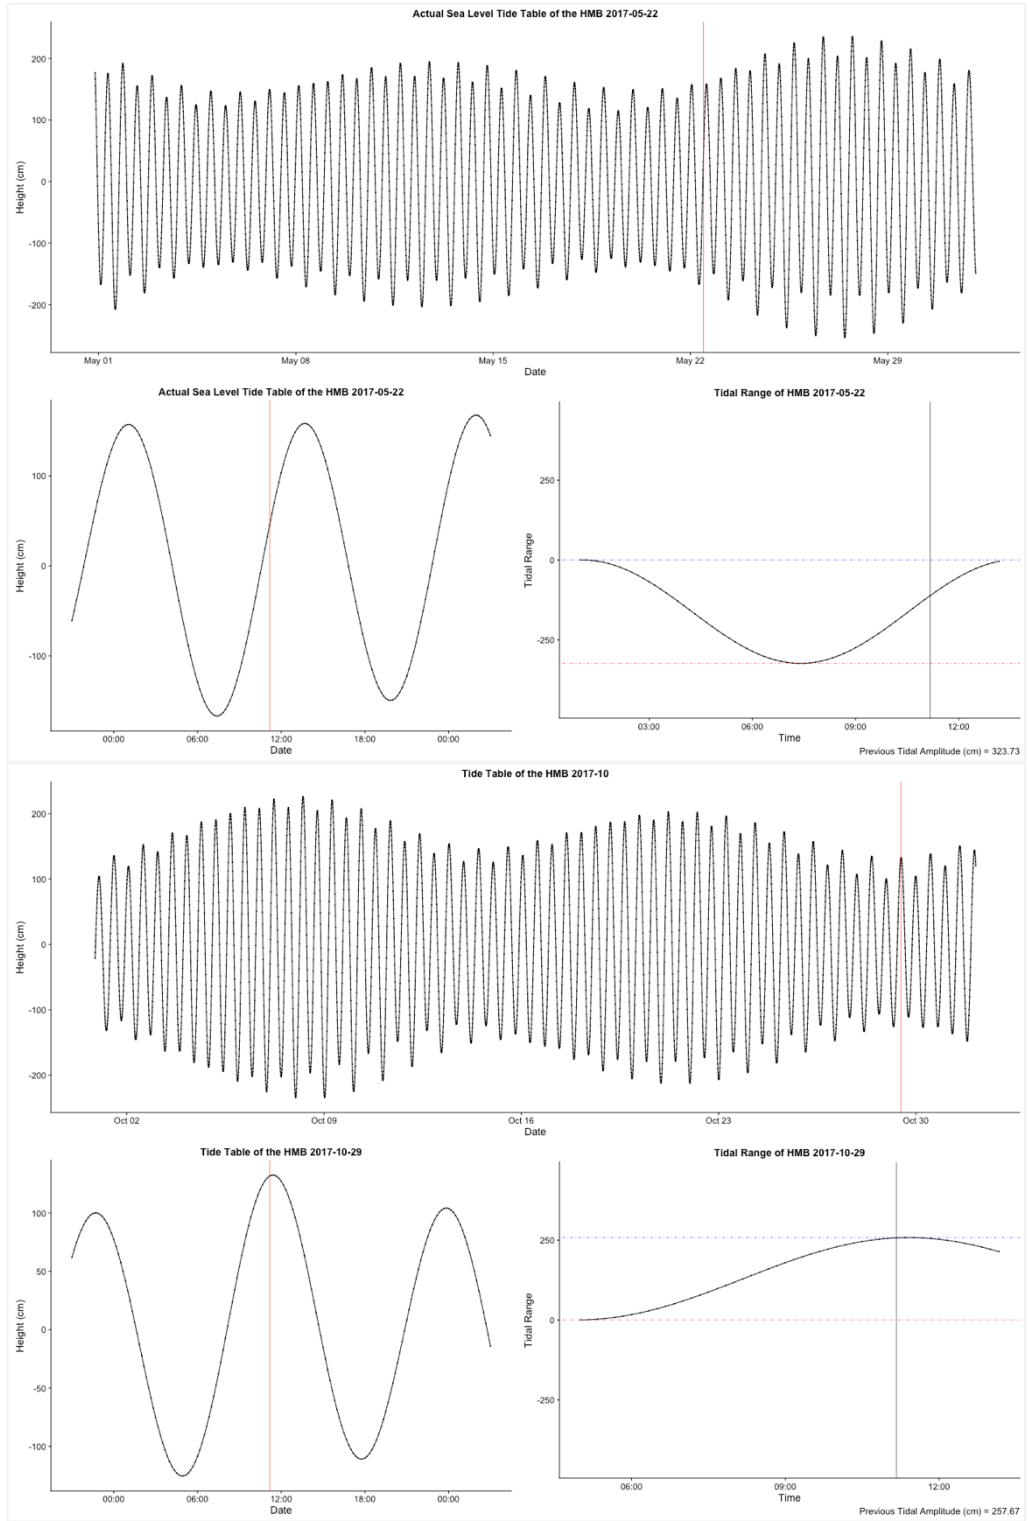 Actual Sea Level Tide Table of the HMB 2017-05-22
200
100
0
-100
-200
Height (cm)
May 01 May 08 May 15 May 22 May 29
Date
Actual Sea Level Tide Table of the HMB 2017-05-22
100
0
-100
Height (cm)
00:00 06:00 12:00 18:00 00:00
Date
Tidal Range of HMB 2017-05-22
250
0
-250
Tidal Range
03:00 06:00 09:00 12:00
Time
Previous Tidal Amplitude (cm) = 323.73
Tide Table of the HMB 2017-10
200
100
0
-100
-200
Height (cm)
Oct 02 Oct 09 Oct 16 Oct 23 Oct 30
Date
Tide Table of the HMB 2017-10-29
100
50
0
-50
-100
Height (cm)
00:00 06:00 12:00 18:00 00:00
Date
Tidal Range of HMB 2017-10-29
250
0
-250
Tidal Range
06:00 09:00 12:00
Time
Previous Tidal Amplitude (cm) = 257.67